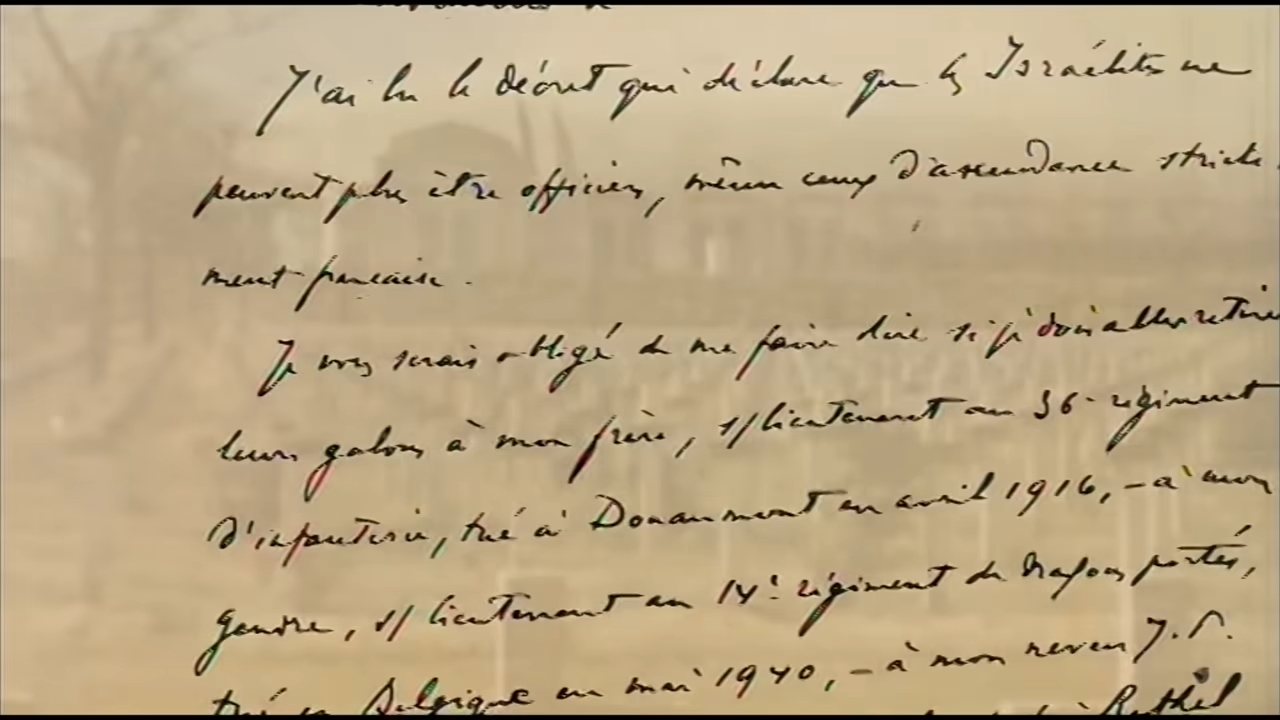 J'ai lu le décret qui déclare que les Israélites ne
peuvent plus être officiers, même ceux d'ascendance stricte-
ment française.
Je vous serais obligé de me faire dire si je dois aller retirer
leurs galons à mon frère, s/lieutenant au 36e régiment
d'infanterie, tué à Douaumont en avril 1916, – à mon
gendre, s/lieutenant au 14e régiment de dragons portés,
tué en Belgique en mai 1940, – à mon neveu J.P.
à Rethel